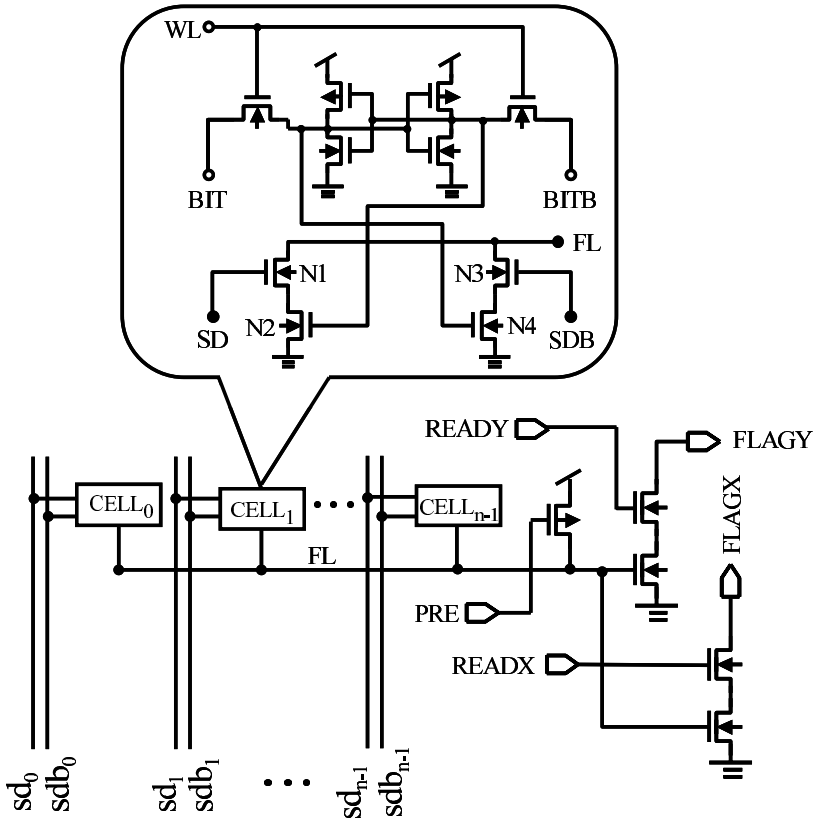 WL
BIT
BITB
FL
N1
N3
SD
N2
N4
SDB
READY
FLAGY
CELL0
CELL1
...
CELLn-1
FLAGX
FL
PRE
READX
sd0
sdb0
sd1
sdb1
...
sdn-1
sdbn-1